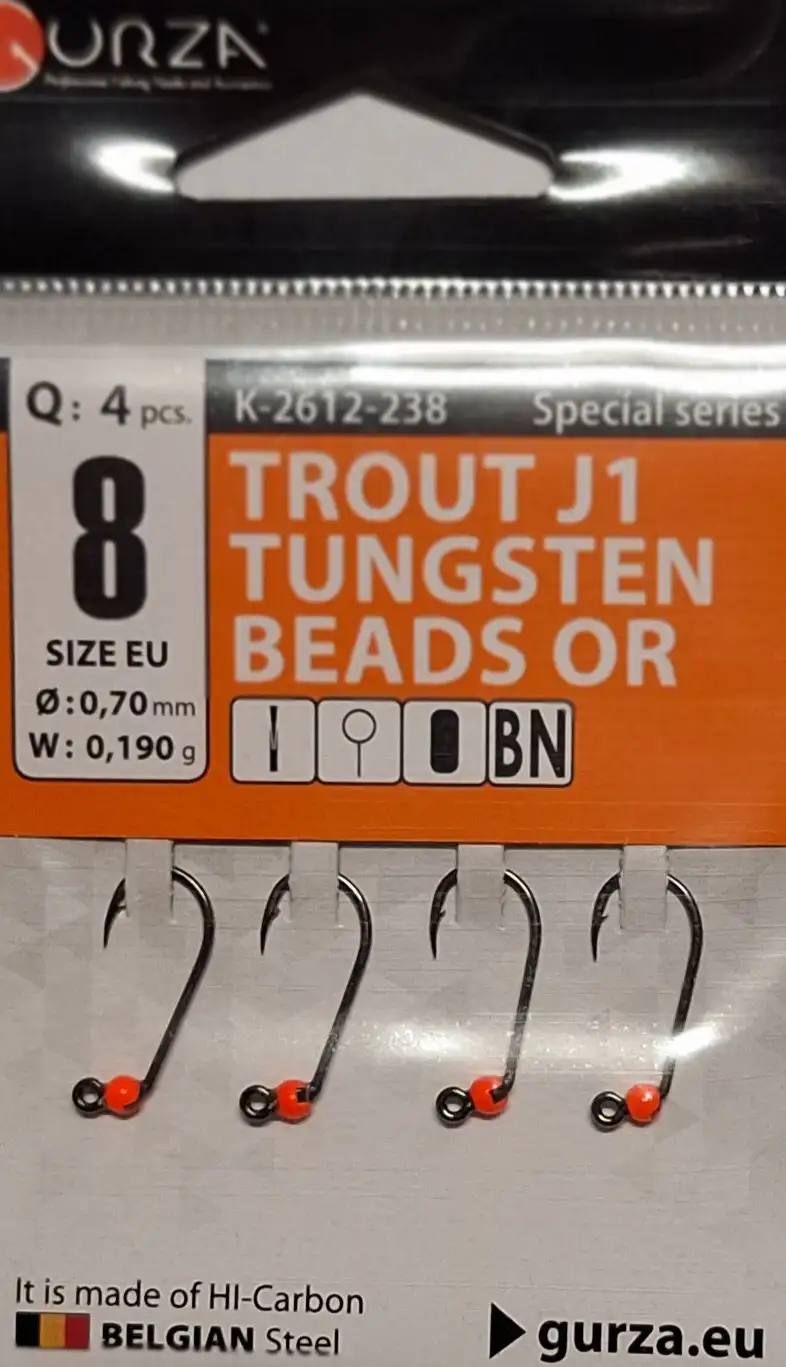 GURZA
Q: 4 pcs.
K-2612-238
Special series
8
SIZE EU
Ø:0,70 mm
W: 0,190 g
TROUT J1
TUNGSTEN
BEADS OR
BN
It is made of HI-Carbon
BELGIAN Steel
gurza.eu